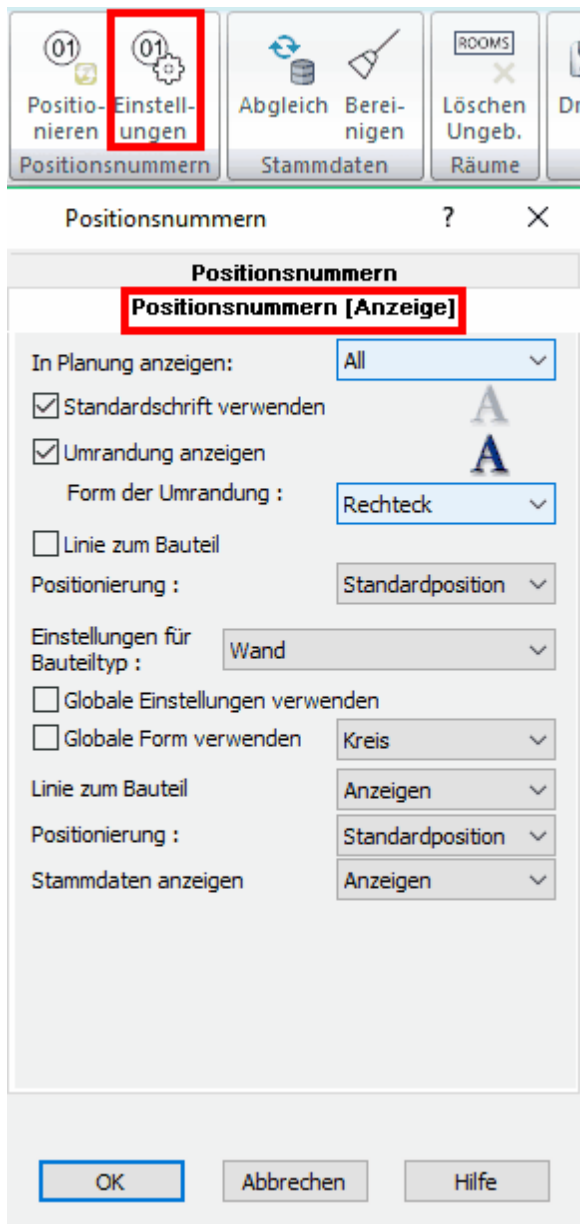 01 01 ROOMS
Positio- Einstell- Abgleich Berei- Löschen Dr
nieren ungen nigen Ungeb.
Positionsnummern Stammdaten Räume
Positionsnummern ? ×
Positionsnummern
Positionsnummern [Anzeige]
In Planung anzeigen: All
Standardschrift verwenden A
Umrandung anzeigen A
Form der Umrandung : Rechteck
Linie zum Bauteil
Positionierung : Standardposition
Einstellungen für
Bauteiltyp : Wand
Globale Einstellungen verwenden
Globale Form verwenden Kreis
Linie zum Bauteil Anzeigen
Positionierung : Standardposition
Stammdaten anzeigen Anzeigen
OK Abbrechen Hilfe